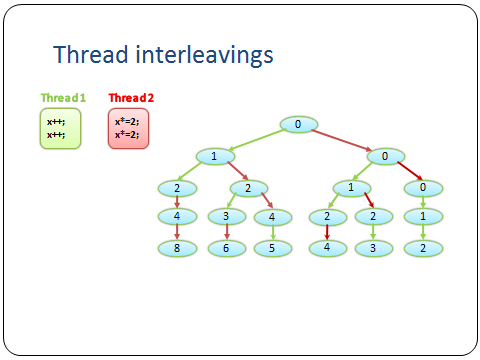 Thread interleavings
Thread 1
Thread 2
x++;
x++;
x*=2;
x*=2;
0
1 0
2 2 1 0
4 3 4 2 2 1
8 6 5 4 3 2